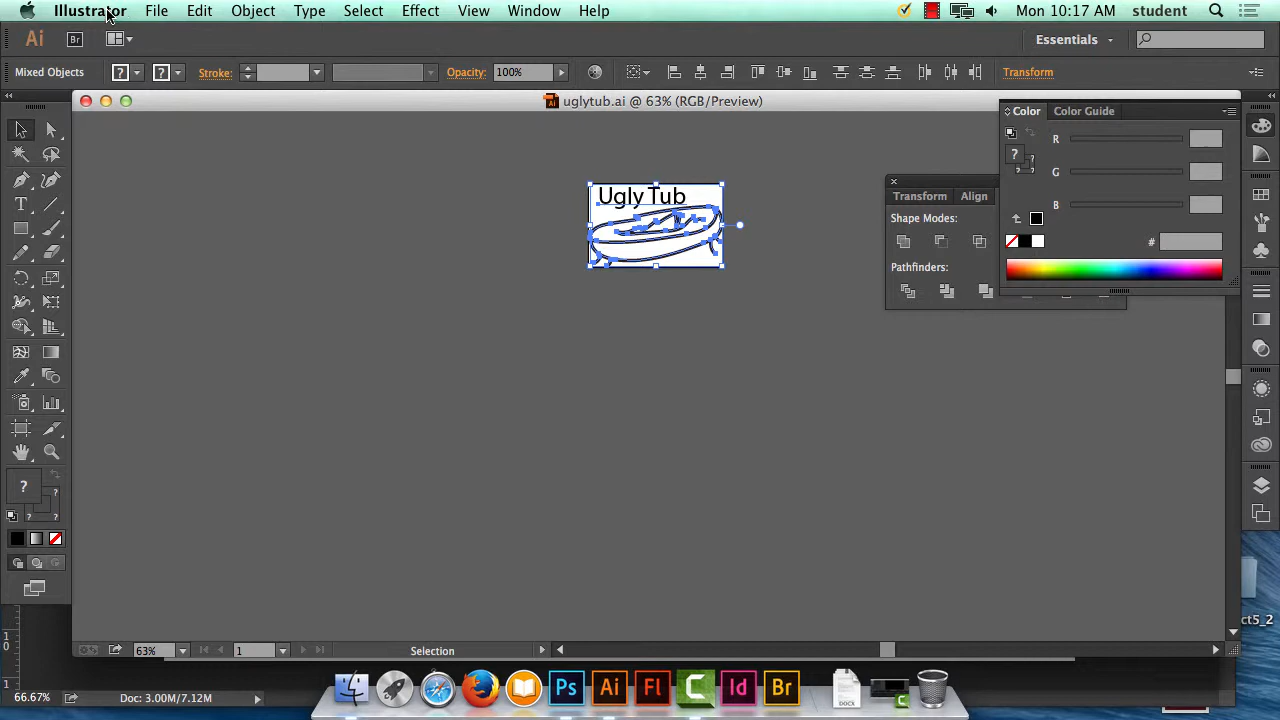 Illustrator File Edit Object Type Select Effect View Window Help Mon 10:17 AM student
Ai Br Essentials
Mixed Objects ? ? Stroke: Opacity: 100% Transform
uglytub.ai @ 63% (RGB/Preview)
Color Color Guide
R
G
B
#
Transform Align
Shape Modes:
Pathfinders:
Ugly Tub
T
?
63% 1 Selection
ct5_2
66.67% Doc: 3.00M/7.12M
Ps Ai Fl C Id Br
DOCX